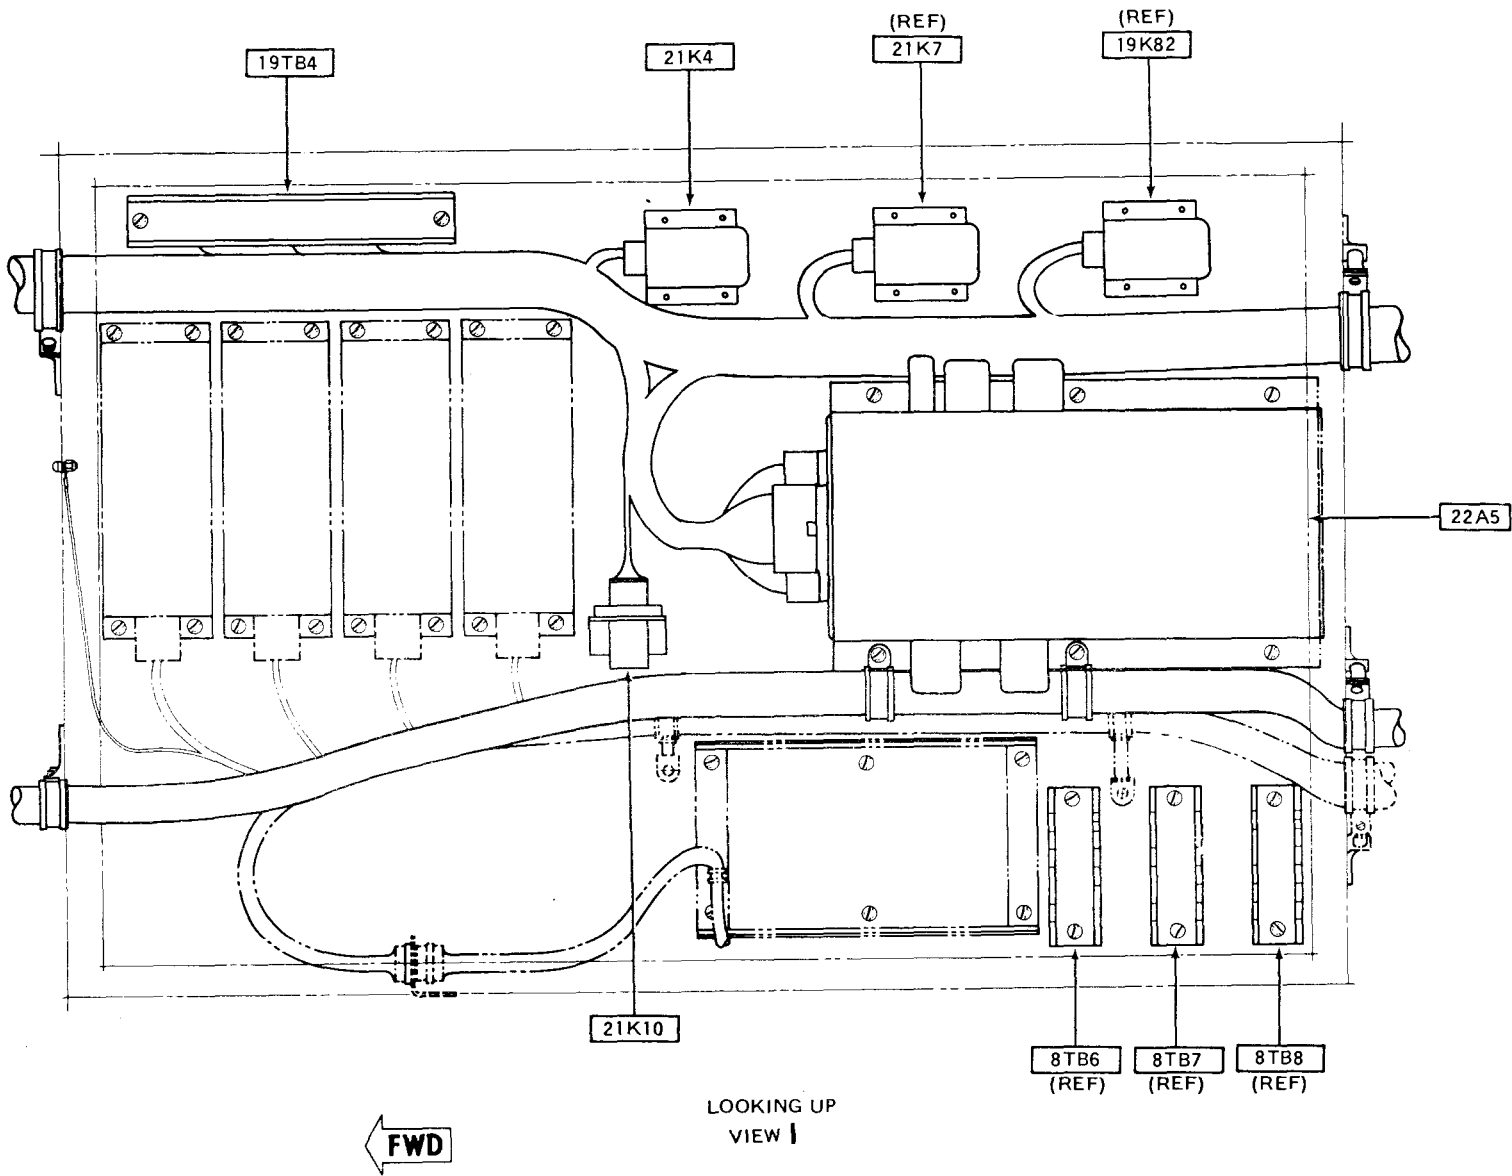 (REF)
(REF)
19TB4
21K4
21K7
19K82
22A5
21K10
8TB6
8TB7
8TB8
(REF)
(REF)
(REF)
LOOKING UP
VIEW I
FWD